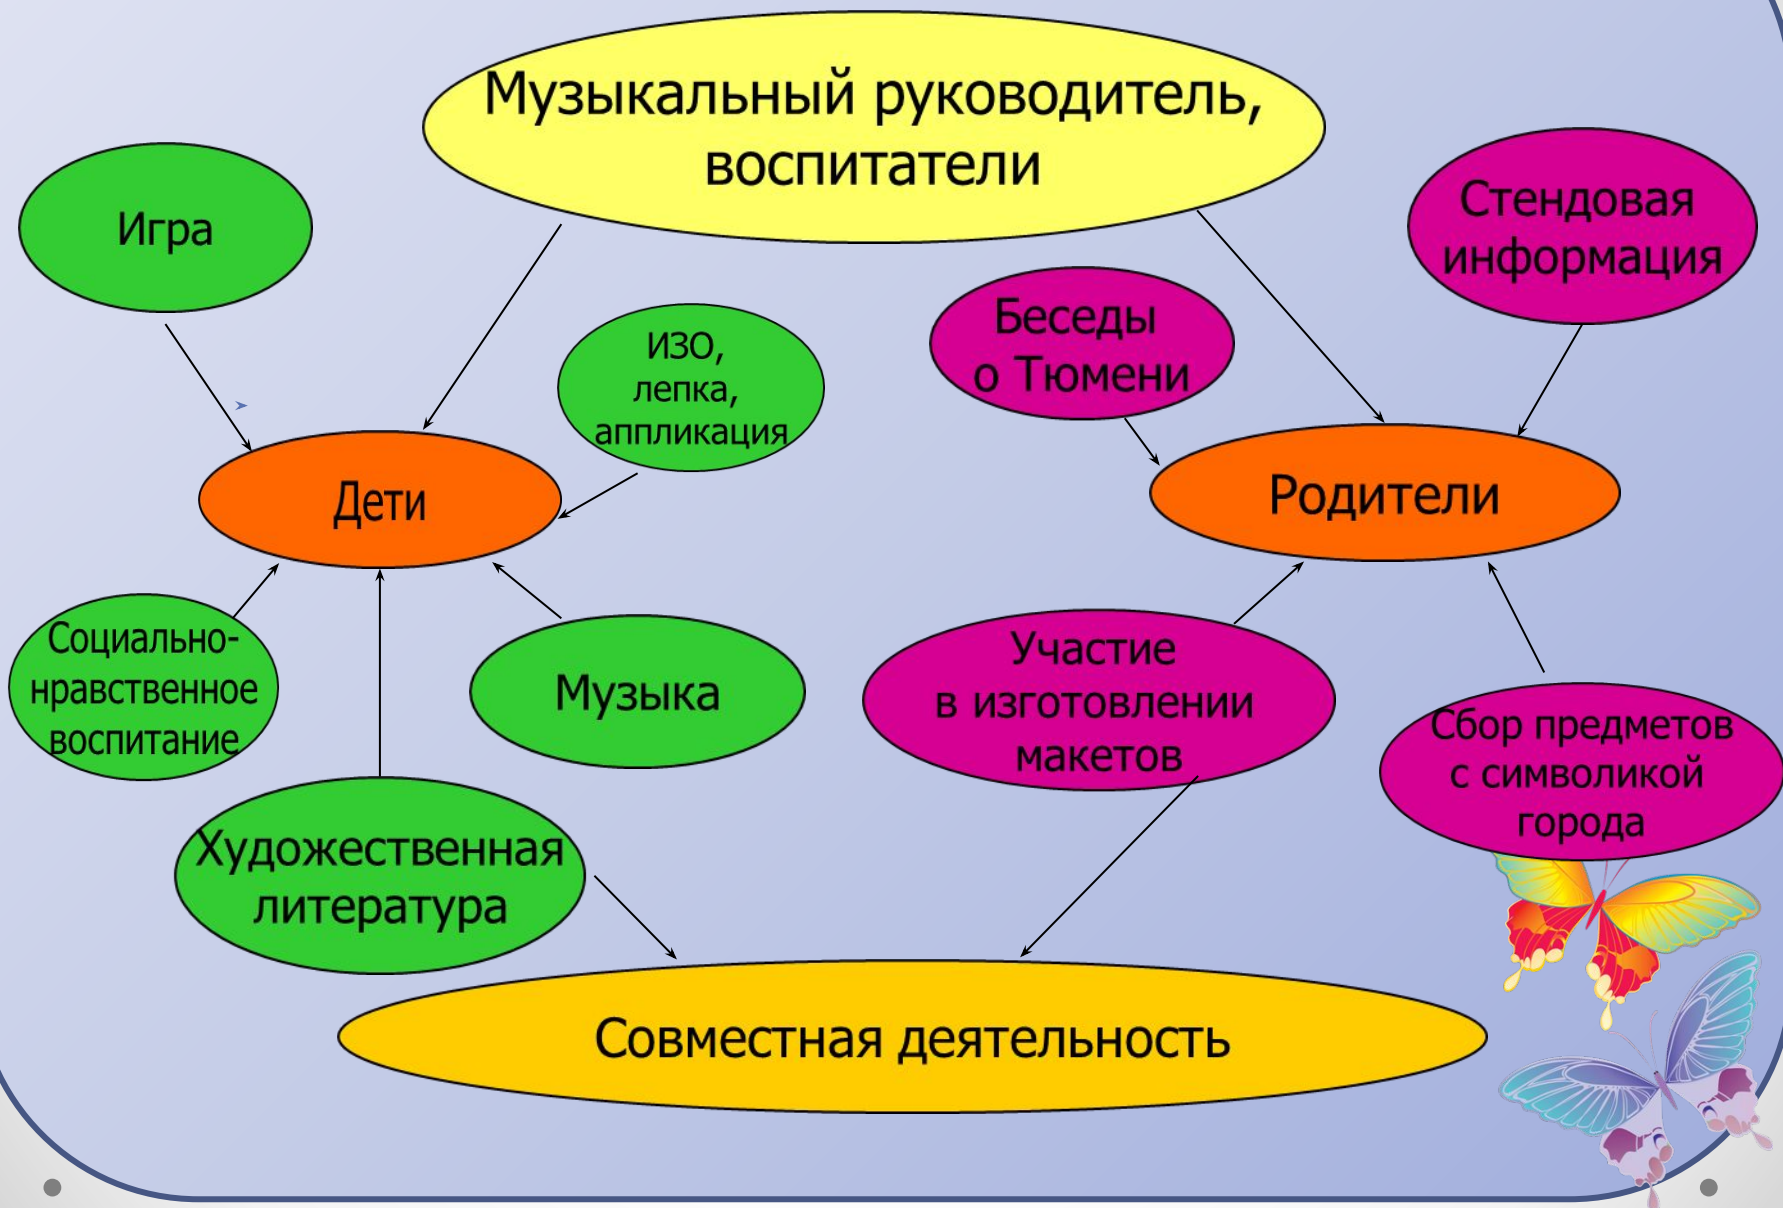 Музыкальный руководитель,
воспитатели
Игра
Стендовая
информация
Беседы
о Тюмени
ИЗО,
лепка,
аппликация
Дети
Родители
Социально-
нравственное
воспитание
Музыка
Участие
в изготовлении
макетов
Сбор предметов
с символикой
города
Художественная
литература
Совместная деятельность